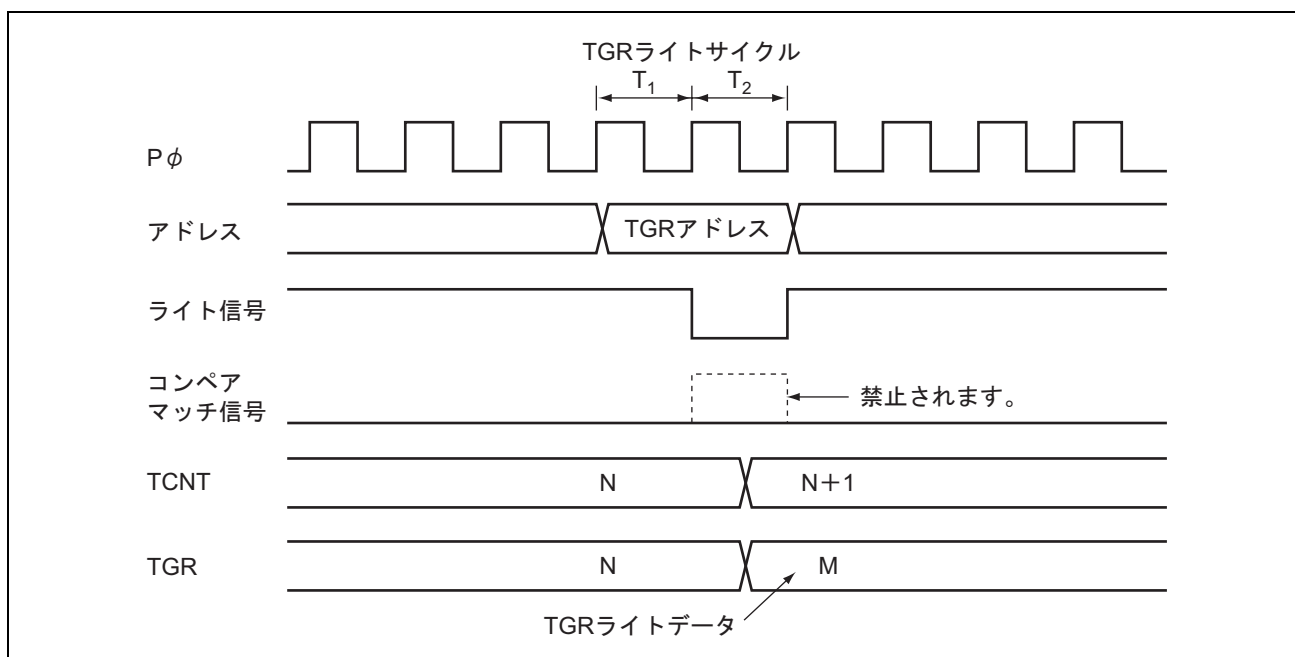 TGRライトサイクル
T1 T2
Pφ
アドレス
TGRアドレス
ライト信号
コンペア
マッチ信号
禁止されます。
TCNT
N
N+1
TGR
N
M
TGRライトデータ